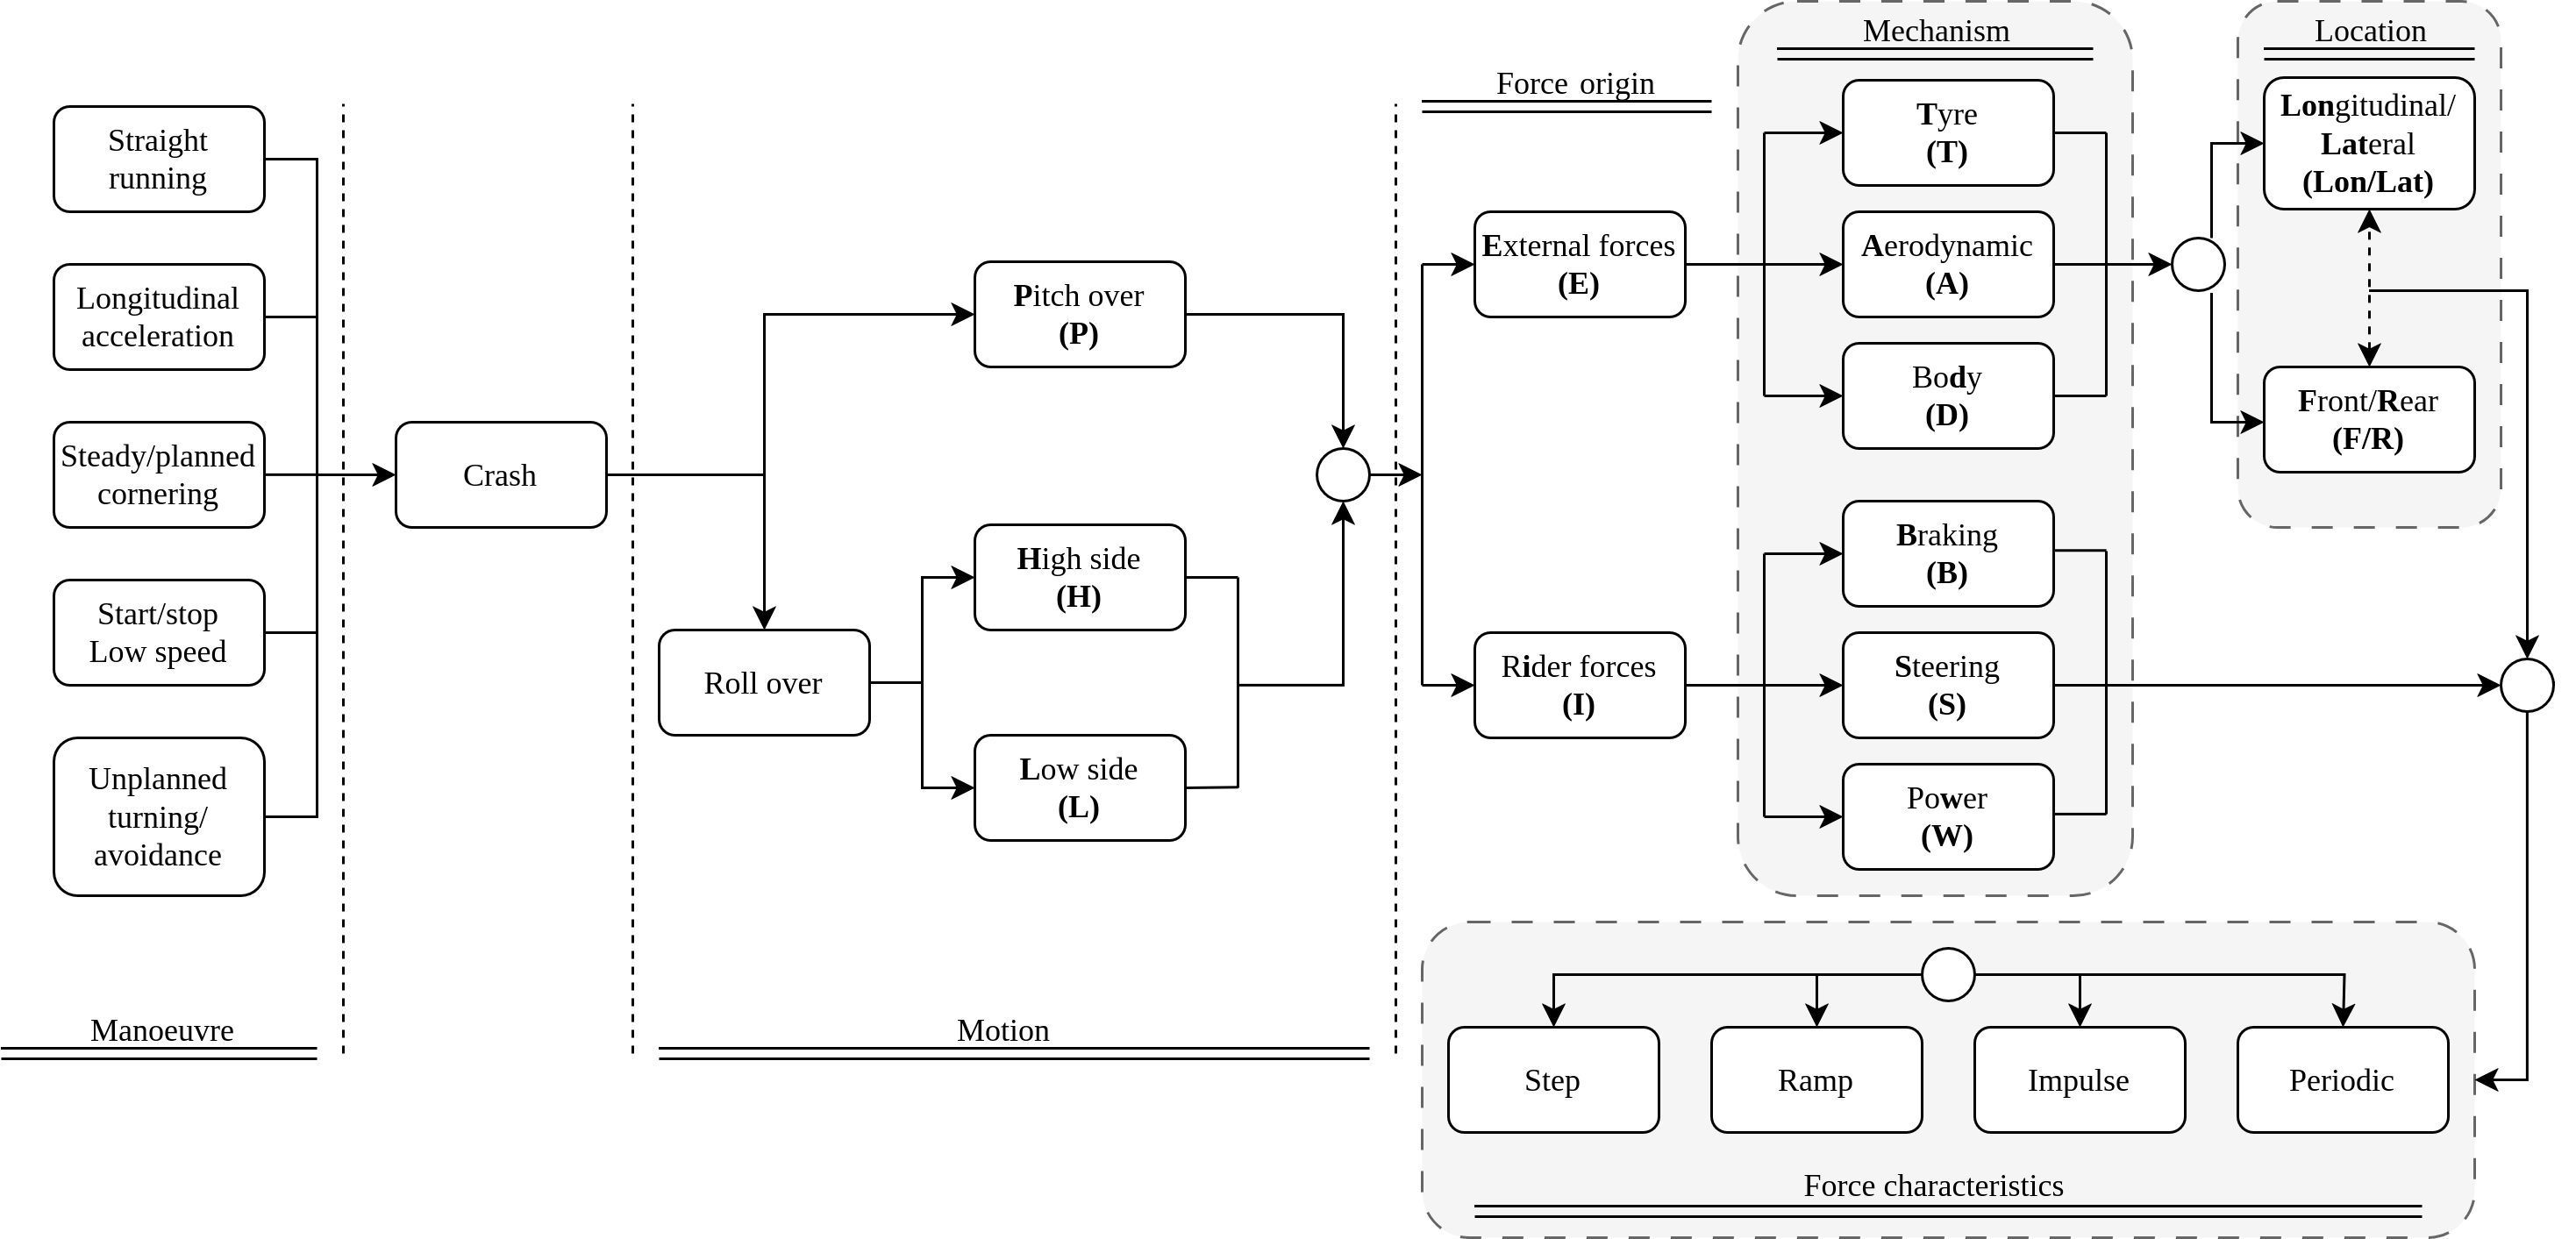 Straight
running
Longitudinal
acceleration
Steady/planned
cornering
Start/stop
Low speed
Unplanned
turning/
avoidance
Manoeuvre
Crash
Pitch over
(P)
Roll over
High side
(H)
Low side
(L)
Motion
Force origin
External forces
(E)
Rider forces
(I)
Mechanism
Tyre
(T)
Aerodynamic
(A)
Body
(D)
Braking
(B)
Steering
(S)
Power
(W)
Location
Longitudinal/
Lateral
(Lon/Lat)
Front/Rear
(F/R)
Step
Ramp
Impulse
Periodic
Force characteristics